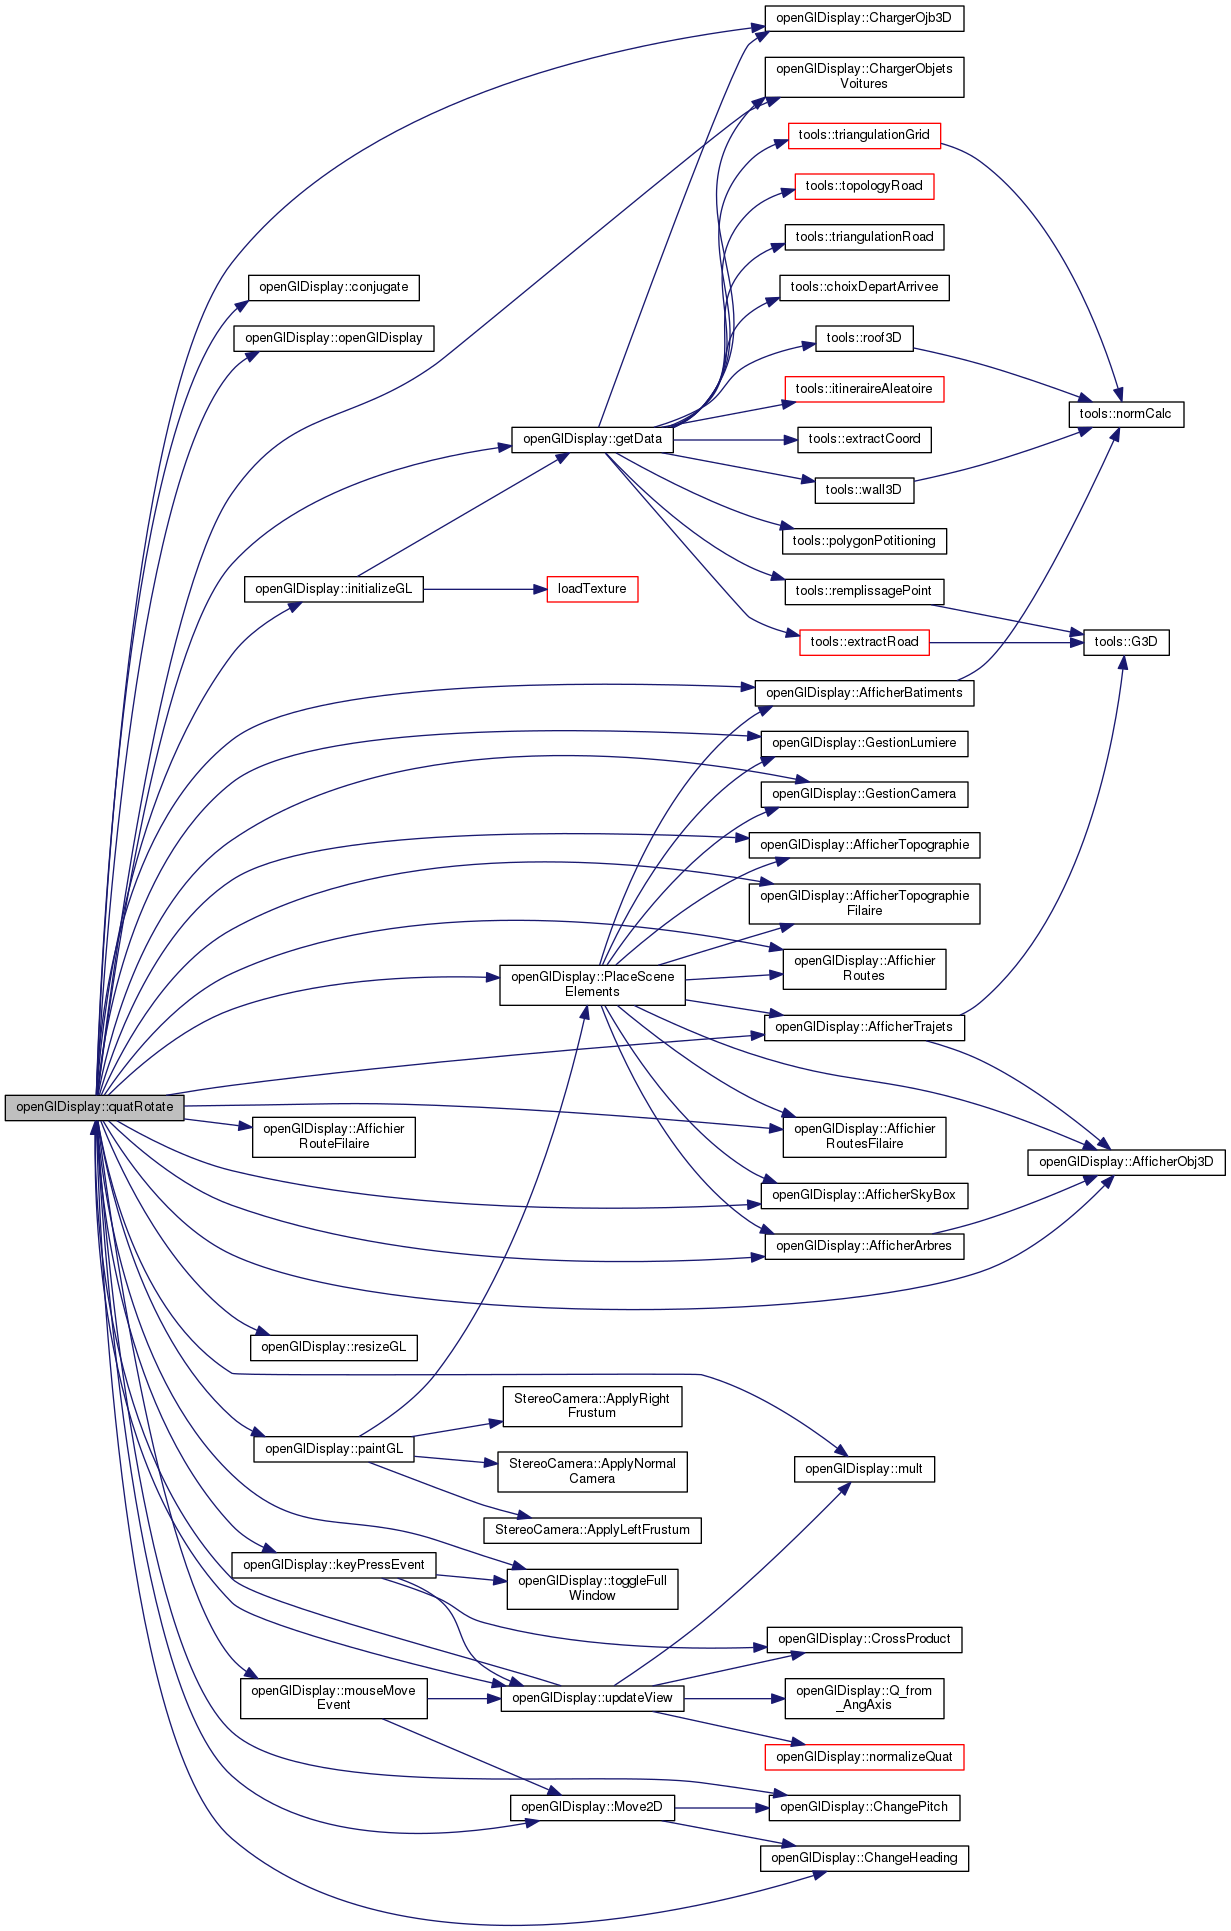 openGlDisplay::ChargerOjb3D
openGlDisplay::ChargerObjets
Voitures
tools::triangulationGrid
tools::topologyRoad
tools::triangulationRoad
openGlDisplay::conjugate
tools::choixDepartArrivee
openGlDisplay::openGlDisplay
tools::roof3D
tools::itineraireAleatoire
tools::normCalc
openGlDisplay::getData
tools::extractCoord
tools::wall3D
tools::polygonPotitioning
openGlDisplay::initializeGL
loadTexture
tools::remplissagePoint
tools::extractRoad
tools::G3D
openGlDisplay::AfficherBatiments
openGlDisplay::GestionLumiere
openGlDisplay::GestionCamera
openGlDisplay::AfficherTopographie
openGlDisplay::AfficherTopographie
Filaire
openGlDisplay::Affichier
Routes
openGlDisplay::PlaceScene
Elements
openGlDisplay::AfficherTrajets
openGlDisplay::quatRotate
openGlDisplay::Affichier
RouteFilaire
openGlDisplay::Affichier
RoutesFilaire
openGlDisplay::AfficherObj3D
openGlDisplay::AfficherSkyBox
openGlDisplay::AfficherArbres
openGlDisplay::resizeGL
StereoCamera::ApplyRight
Frustum
openGlDisplay::paintGL
StereoCamera::ApplyNormal
Camera
openGlDisplay::mult
StereoCamera::ApplyLeftFrustum
openGlDisplay::keyPressEvent
openGlDisplay::toggleFull
Window
openGlDisplay::CrossProduct
openGlDisplay::mouseMove
Event
openGlDisplay::updateView
openGlDisplay::Q_from
_AngAxis
openGlDisplay::normalizeQuat
openGlDisplay::Move2D
openGlDisplay::ChangePitch
openGlDisplay::ChangeHeading